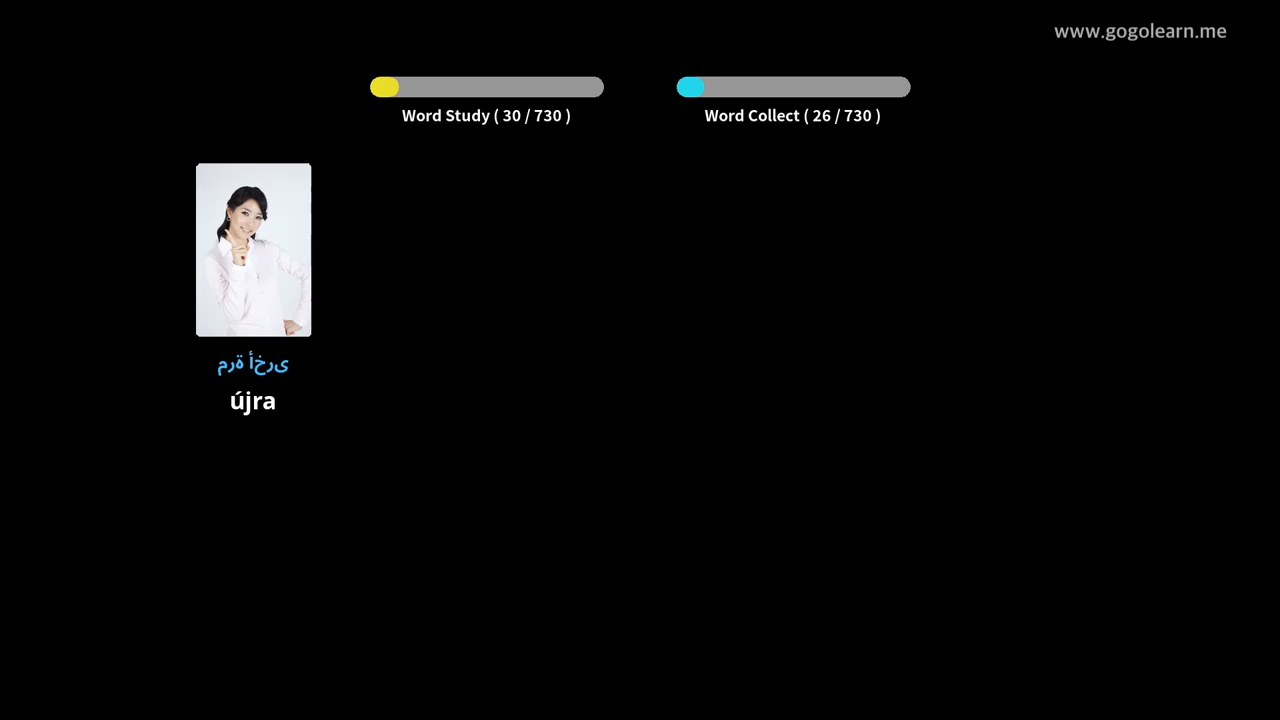 www.gogolearn.me
Word Study ( 30 / 730 )
Word Collect ( 26 / 730 )
مرة أخرى
újra